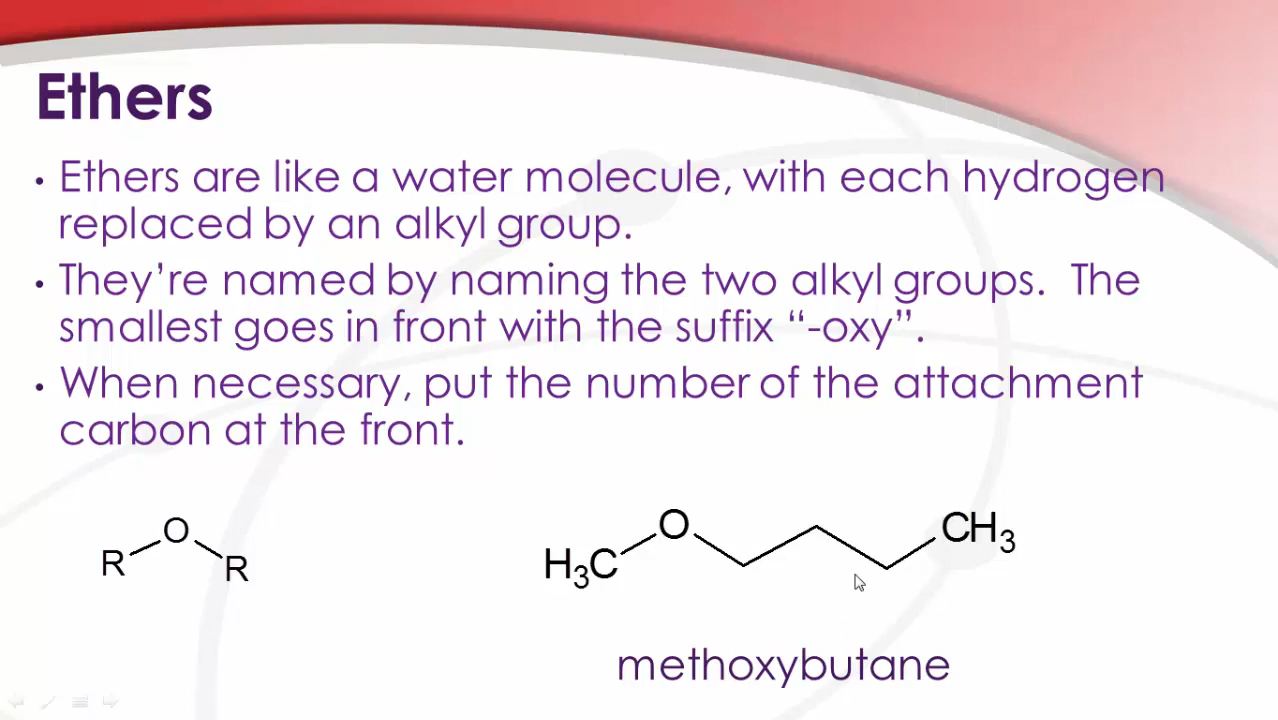 Ethers
• Ethers are like a water molecule, with each hydrogen
replaced by an alkyl group.
• They’re named by naming the two alkyl groups.  The
smallest goes in front with the suffix “-oxy”.
• When necessary, put the number of the attachment
carbon at the front.
R O R
H₃C O CH₃
methoxybutane